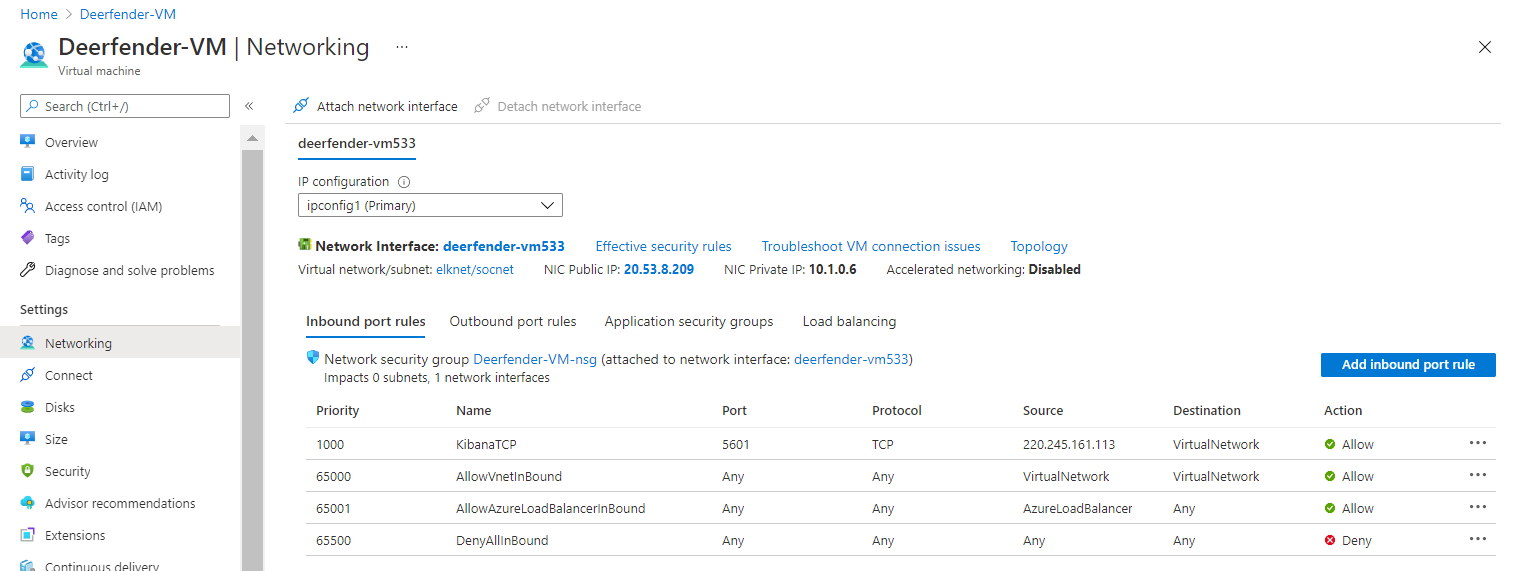 Home > Deerfender-VM
Deerfender-VM | Networking ...
Virtual machine
Search (Ctrl+/) «
Overview
Activity log
Access control (IAM)
Tags
Diagnose and solve problems
Settings
Networking
Connect
Disks
Size
Security
Advisor recommendations
Extensions
Continuous delivery
Attach network interface Detach network interface
deerfender-vm533
IP configuration
ipconfig1 (Primary)
Network Interface: deerfender-vm533 Effective security rules Troubleshoot VM connection issues Topology
Virtual network/subnet: elknet/socnet NIC Public IP: 20.53.8.209 NIC Private IP: 10.1.0.6 Accelerated networking: Disabled
Inbound port rules Outbound port rules Application security groups Load balancing
Network security group Deerfender-VM-nsg (attached to network interface: deerfender-vm533)
Impacts 0 subnets, 1 network interfaces
Add inbound port rule
Priority Name Port Protocol Source Destination Action
1000 KibanaTCP 5601 TCP 220.245.161.113 VirtualNetwork Allow ...
65000 AllowVnetInBound Any Any VirtualNetwork VirtualNetwork Allow ...
65001 AllowAzureLoadBalancerInBound Any Any AzureLoadBalancer Any Allow ...
65500 DenyAllInBound Any Any Any Any Deny ...